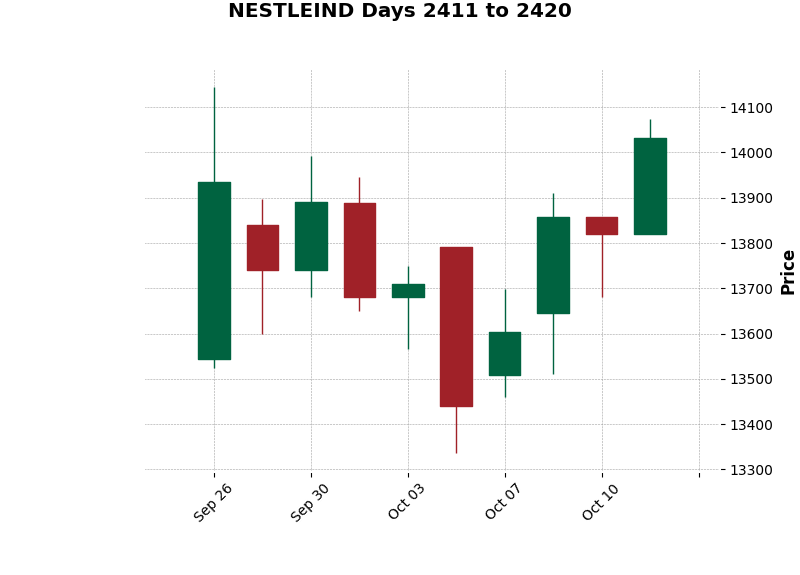 NESTLEIND Days 2411 to 2420
14100
14000
13900
13800
13700
13600
13500
13400
13300
Price
Sep 26
Sep 30
Oct 03
Oct 07
Oct 10